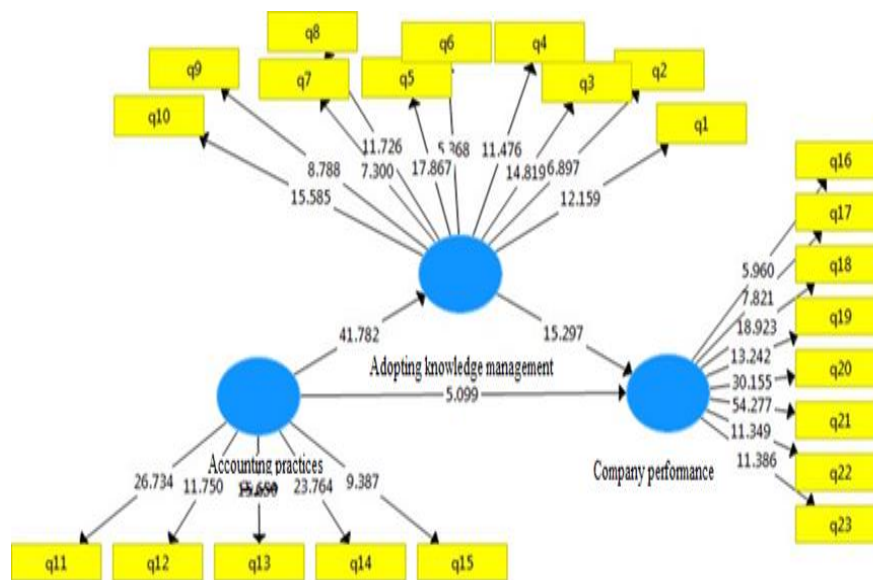 q8
q6
q4
q9
q7
q5
q3
q2
q10
q1
q16
11.726
11.476
8.788
7.300
17.867
14.819
6.897
15.585
12.159
q17
5.960
q18
7.821
18.923
q19
41.782
15.297
13.242
Adopting knowledge management
30.155
q20
5.099
54.277
q21
11.349
Accounting practices
Company performance
11.386
q22
26.734
11.750
23.764
9.387
q23
q11
q12
q13
q14
q15